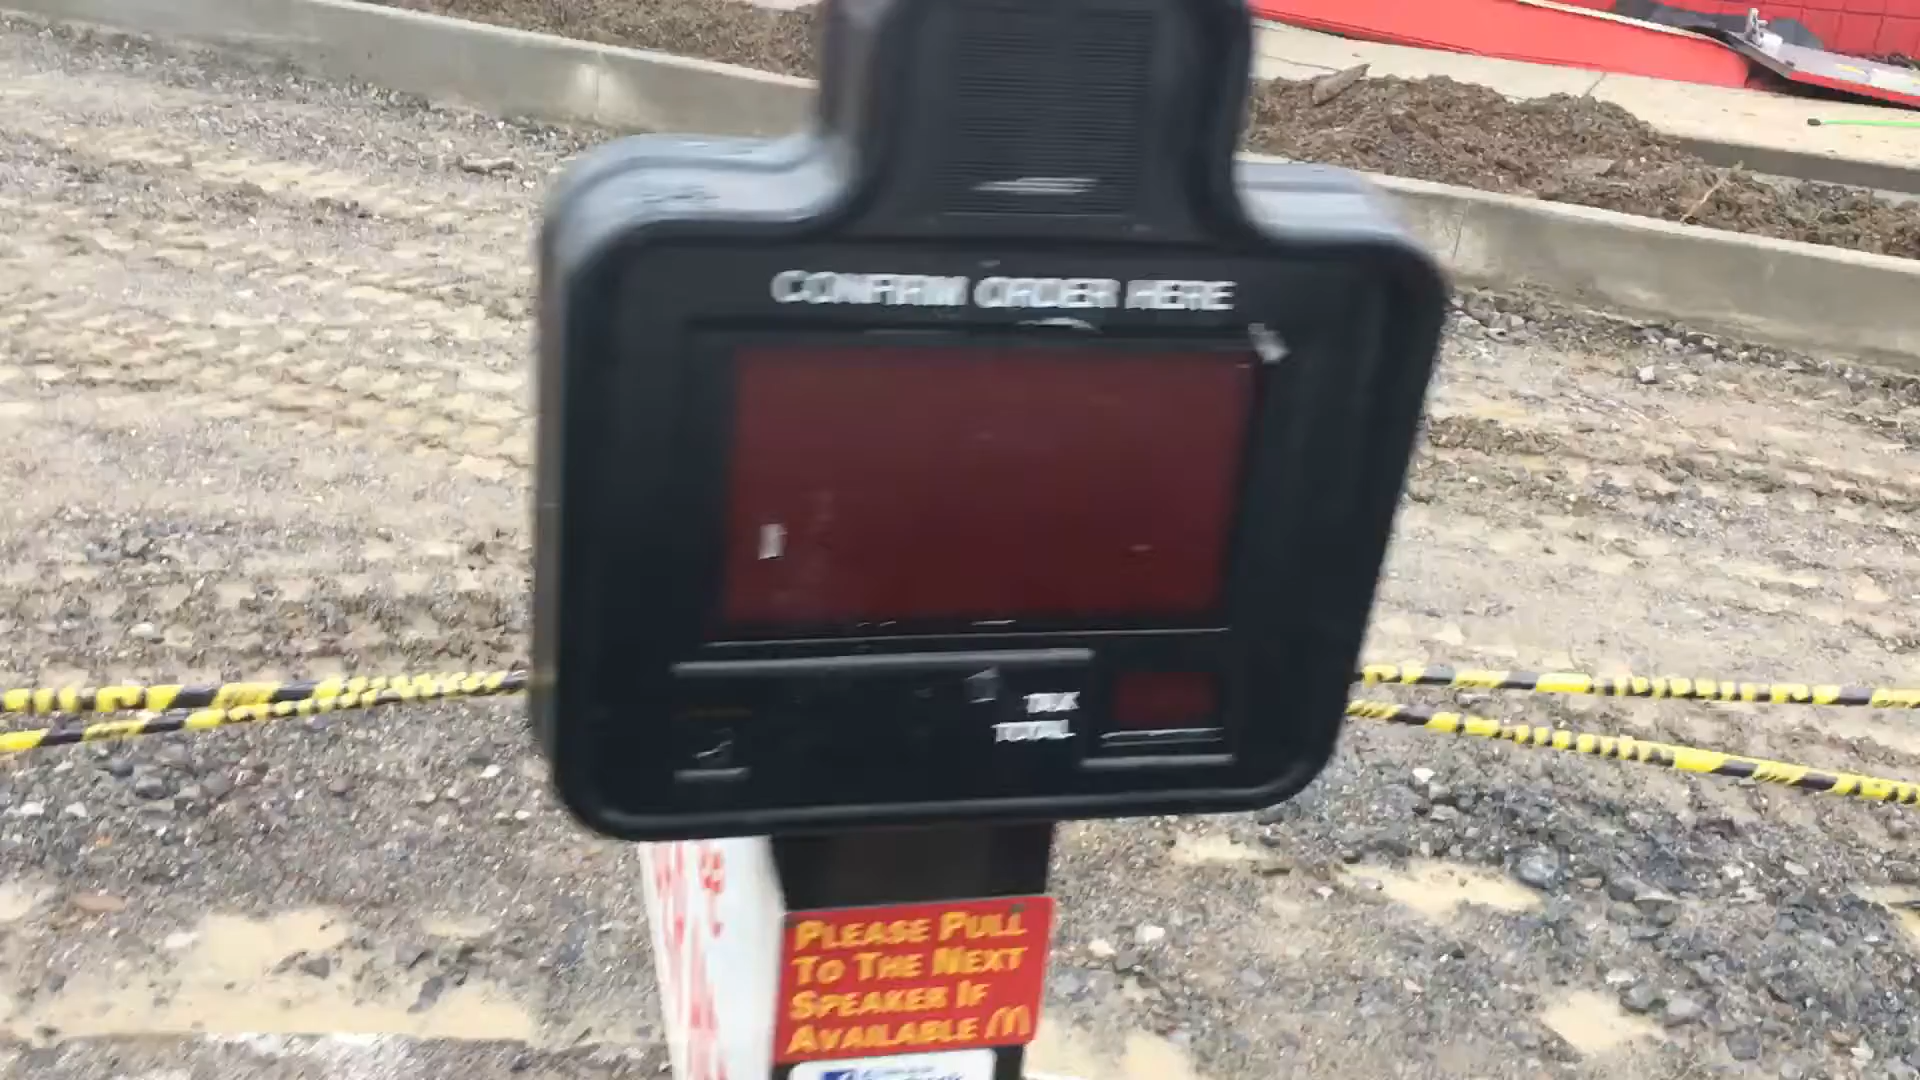 CONFIRM ORDER HERE
TAX
TOTAL
PLEASE PULL
TO THE NEXT
SPEAKER IF
AVAILABLE